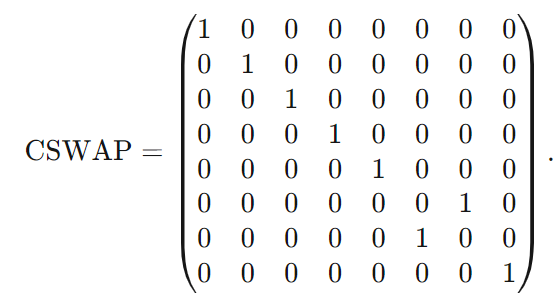 1 0 0 0 0 0 0 0
0 1 0 0 0 0 0 0
0 0 1 0 0 0 0 0
0 0 0 1 0 0 0 0
CSWAP = 0 0 0 0 1 0 0 0 .
0 0 0 0 0 0 1 0
0 0 0 0 0 1 0 0
0 0 0 0 0 0 0 1